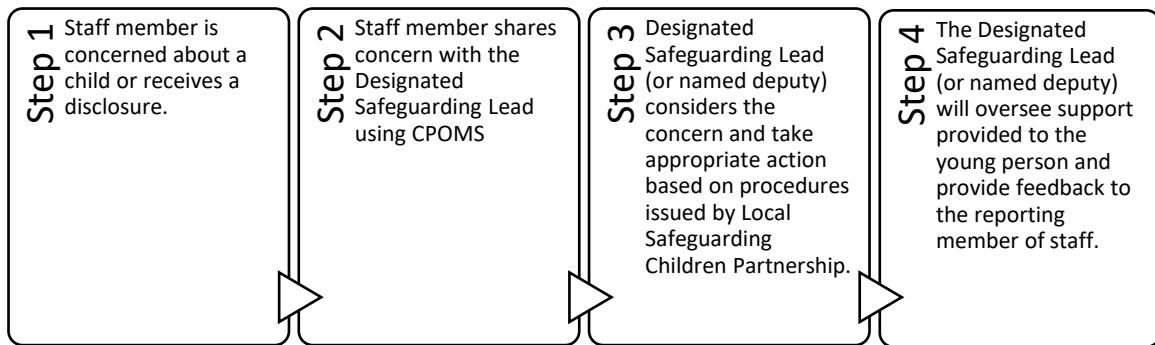 Step 1
Staff member is
concerned about a
child or receives a
disclosure.
Step 2
Staff member shares
concern with the
Designated
Safeguarding Lead
using CPOMS
Step 3
Designated
Safeguarding Lead
(or named deputy)
considers the
concern and take
appropriate action
based on procedures
issued by Local
Safeguarding
Children Partnership.
Step 4
The Designated
Safeguarding Lead
(or named deputy)
will oversee support
provided to the
young person and
provide feedback to
the reporting
member of staff.